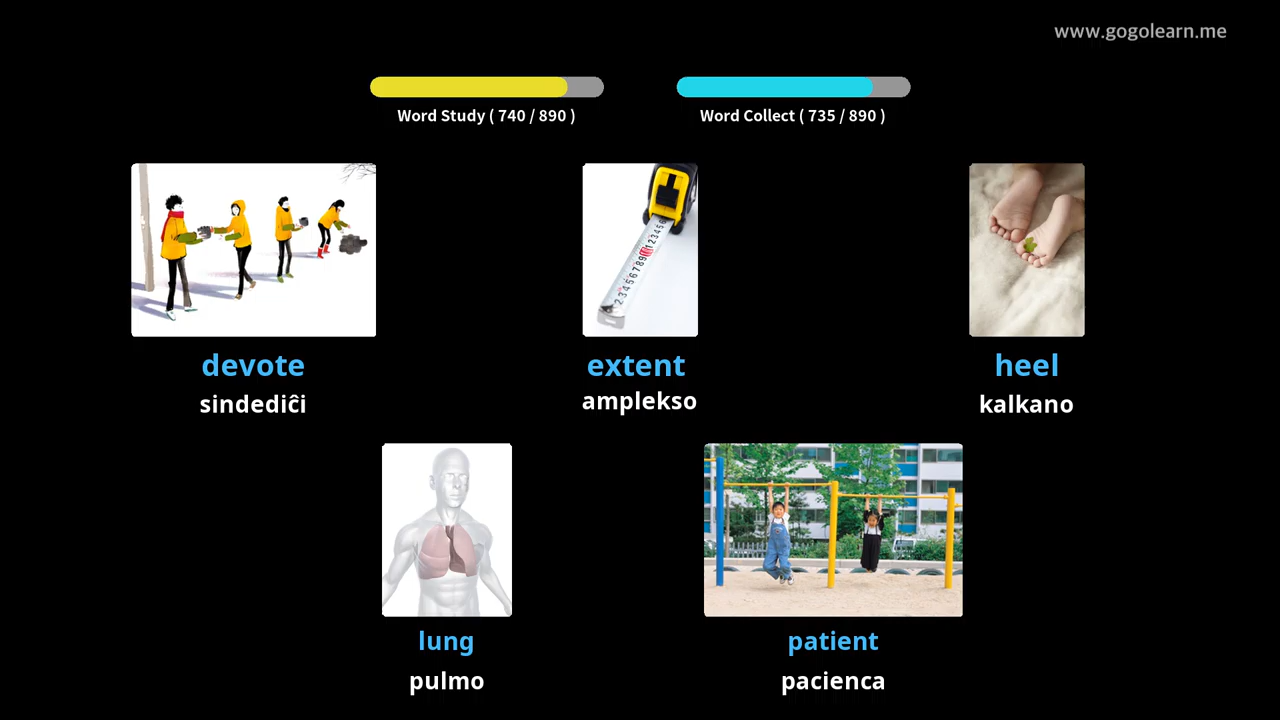 www.gogolearn.me
Word Study ( 740 / 890 )
Word Collect ( 735 / 890 )
devote
sindediĉi
extent
amplekso
heel
kalkano
lung
pulmo
patient
pacienca